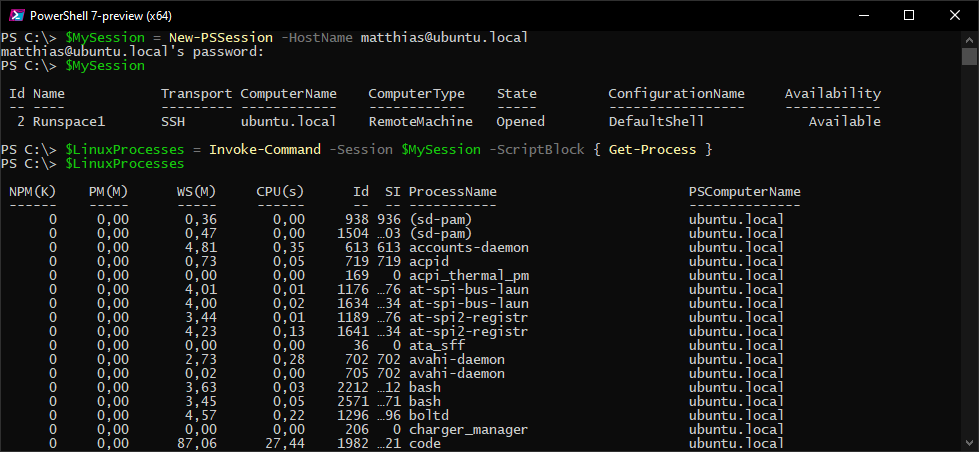 PowerShell 7-preview (x64)
PS C:\> $MySession = New-PSSession -HostName matthias@ubuntu.local
matthias@ubuntu.local's password:
PS C:\> $MySession
Id Name Transport ComputerName ComputerType State ConfigurationName Availability
-- ---- --------- ------------ ------------ ----- ----------------- ------------
2 Runspace1 SSH ubuntu.local RemoteMachine Opened DefaultShell Available
PS C:\> $LinuxProcesses = Invoke-Command -Session $MySession -ScriptBlock { Get-Process }
PS C:\> $LinuxProcesses
NPM(K) PM(M) WS(M) CPU(s) Id SI ProcessName PSComputerName
------ ----- ----- ------ -- -- ----------- --------------
0 0,00 0,36 0,00 938 936 (sd-pam) ubuntu.local
0 0,00 0,47 0,00 1504 …03 (sd-pam) ubuntu.local
0 0,00 4,81 0,35 613 613 accounts-daemon ubuntu.local
0 0,00 0,73 0,05 719 719 acpid ubuntu.local
0 0,00 0,00 0,00 169 0 acpi_thermal_pm ubuntu.local
0 0,00 4,01 0,01 1176 …76 at-spi-bus-laun ubuntu.local
0 0,00 4,00 0,02 1634 …34 at-spi-bus-laun ubuntu.local
0 0,00 3,44 0,01 1189 …76 at-spi2-registr ubuntu.local
0 0,00 4,23 0,13 1641 …34 at-spi2-registr ubuntu.local
0 0,00 0,00 0,00 36 0 ata_sff ubuntu.local
0 0,00 2,73 0,28 702 702 avahi-daemon ubuntu.local
0 0,00 0,02 0,00 705 702 avahi-daemon ubuntu.local
0 0,00 3,63 0,03 2212 …12 bash ubuntu.local
0 0,00 3,45 0,05 2571 …71 bash ubuntu.local
0 0,00 4,57 0,22 1296 …96 boltd ubuntu.local
0 0,00 0,00 0,00 206 0 charger_manager ubuntu.local
0 0,00 87,06 27,44 1982 …21 code ubuntu.local